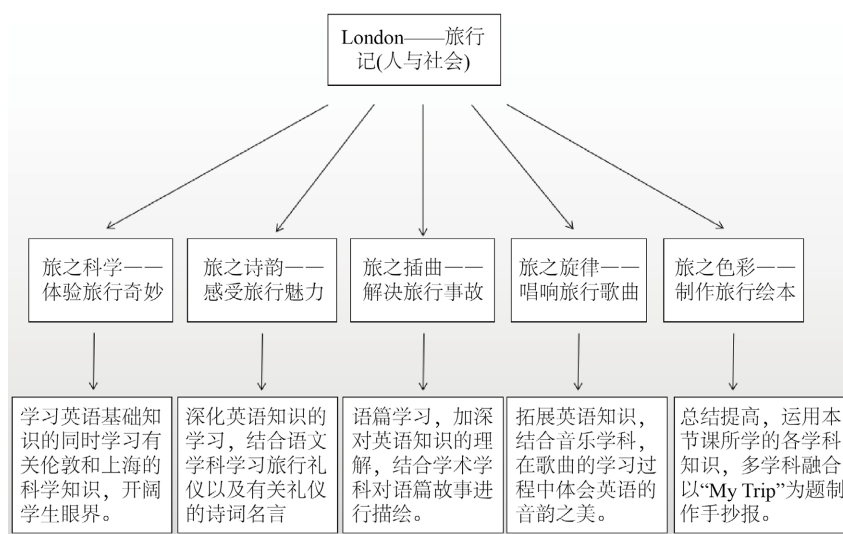 London——旅行
记(人与社会)
旅之科学——
体验旅行奇妙
旅之诗韵——
感受旅行魅力
旅之插曲——
解决旅行事故
旅之旋律——
唱响旅行歌曲
旅之色彩——
制作旅行绘本
学习英语基础知
识的同时学习有
关伦敦和上海的
科学知识，开阔
学生眼界。
深化英语知识的
学习，结合语文
学科学习旅行礼
仪以及有关礼仪
的诗词名言
语篇学习，加深
对英语知识的理
解，结合学术学
科对语篇故事进
行描绘。
拓展英语知识，
结合音乐学科，
在歌曲的学习过
程中体会英语的
音韵之美。
总结提高，运用本
节课所学的各学科
知识，多学科融合
以“My Trip”为题制
作手抄报。